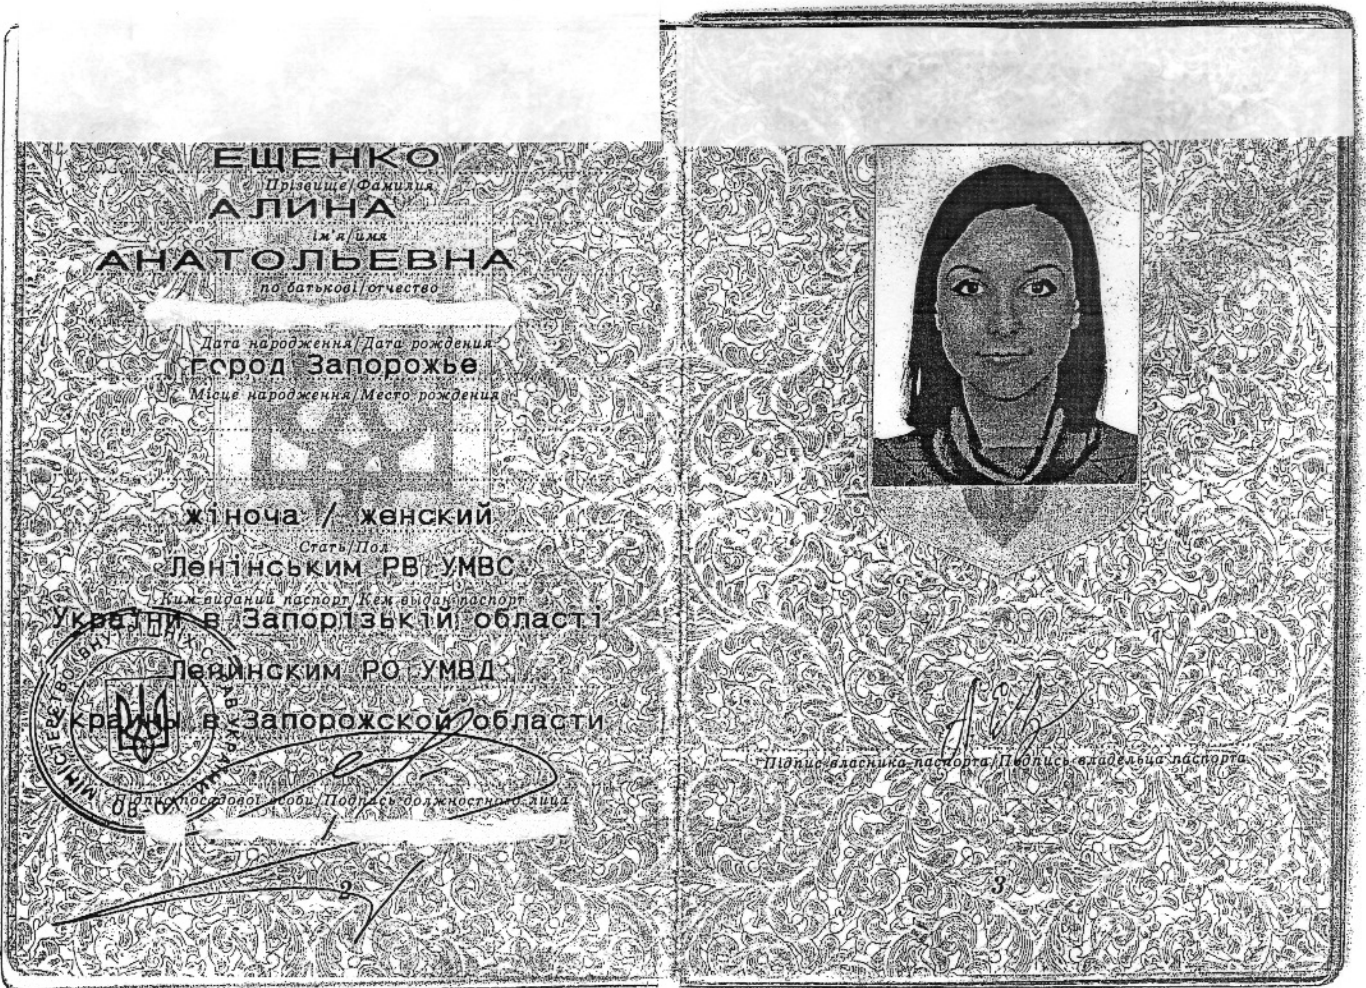 ЕЩЕНКО
Прізвище/Фамилия
АЛИНА
ім'я/имя
АНАТОЛЬЕВНА
по батькові/отчество
Дата народження/Дата рождения
город Запорожье
Місце народження/Место рождения
жіноча / женский
Стать/Пол
Ленінським РВ УМВС
Ким виданий паспорт/Кем выдан паспорт
України в Запорізькій області
Ленинским РО УМВД
Украины в Запорожской области
Підпис посадової особи/Подпись должностного лица
2
Підпис власника паспорта/Подпись владельца паспорта
3